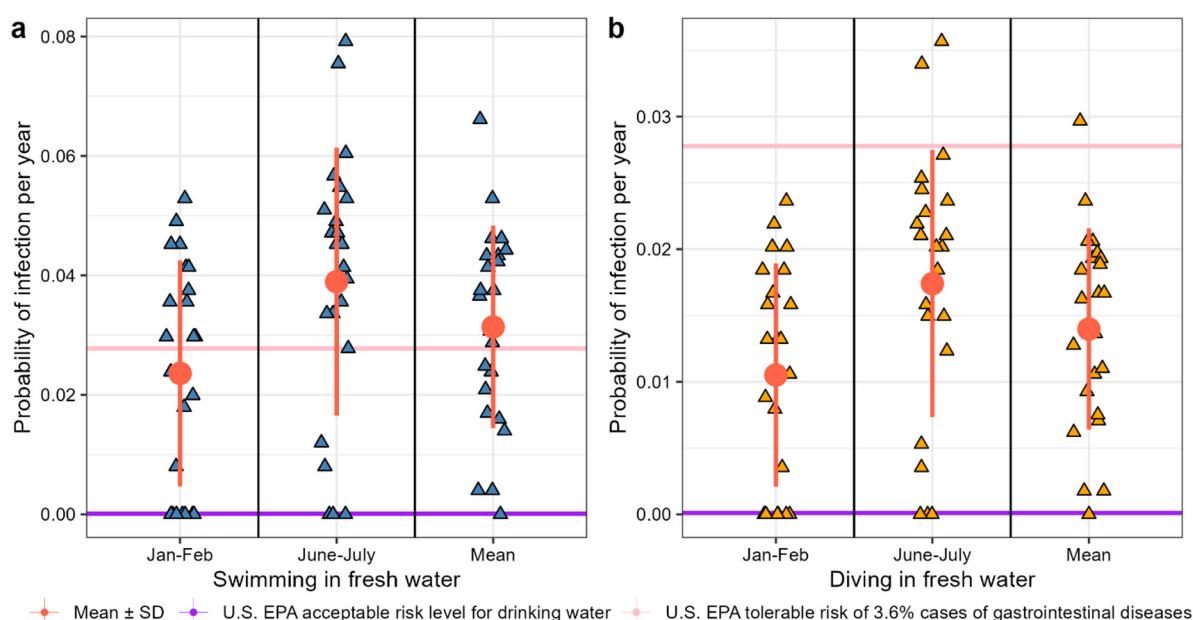 a
Probability of infection per year
0.08
0.06
0.04
0.02
0.00
Jan-Feb June-July Mean
Swimming in fresh water
b
Probability of infection per year
0.03
0.02
0.01
0.00
Jan-Feb June-July Mean
Diving in fresh water
Mean ± SD U.S. EPA acceptable risk level for drinking water U.S. EPA tolerable risk of 3.6% cases of gastrointestinal diseases